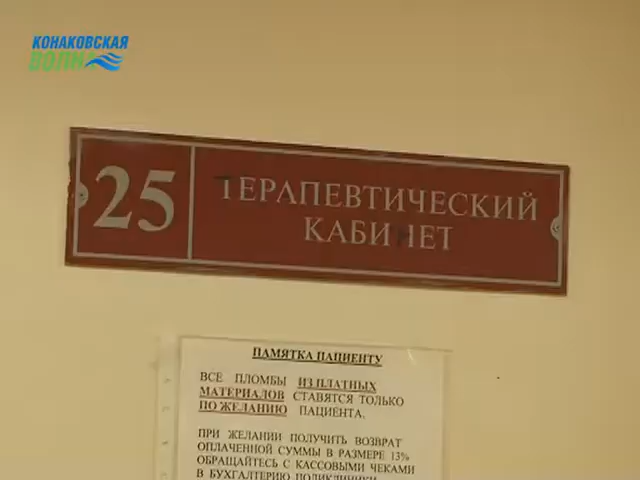 КОНАКОВСКАЯ
ВОЛНА
25
ТЕРАПЕВТИЧЕСКИЙ
КАБИНЕТ
ПАМЯТКА ПАЦИЕНТУ
ВСЕ ПЛОМБЫ ИЗ ПЛАТНЫХ
МАТЕРИАЛОВ СТАВЯТСЯ ТОЛЬКО
ПО ЖЕЛАНИЮ ПАЦИЕНТА.
ПРИ ЖЕЛАНИИ ПОЛУЧИТЬ ВОЗВРАТ
ОПЛАЧЕННОЙ СУММЫ В РАЗМЕРЕ 13%
ОБРАЩАЙТЕСЬ С КАССОВЫМИ ЧЕКАМИ
В БУХГАЛТЕРИЮ ПОЛИКЛИНИКИ